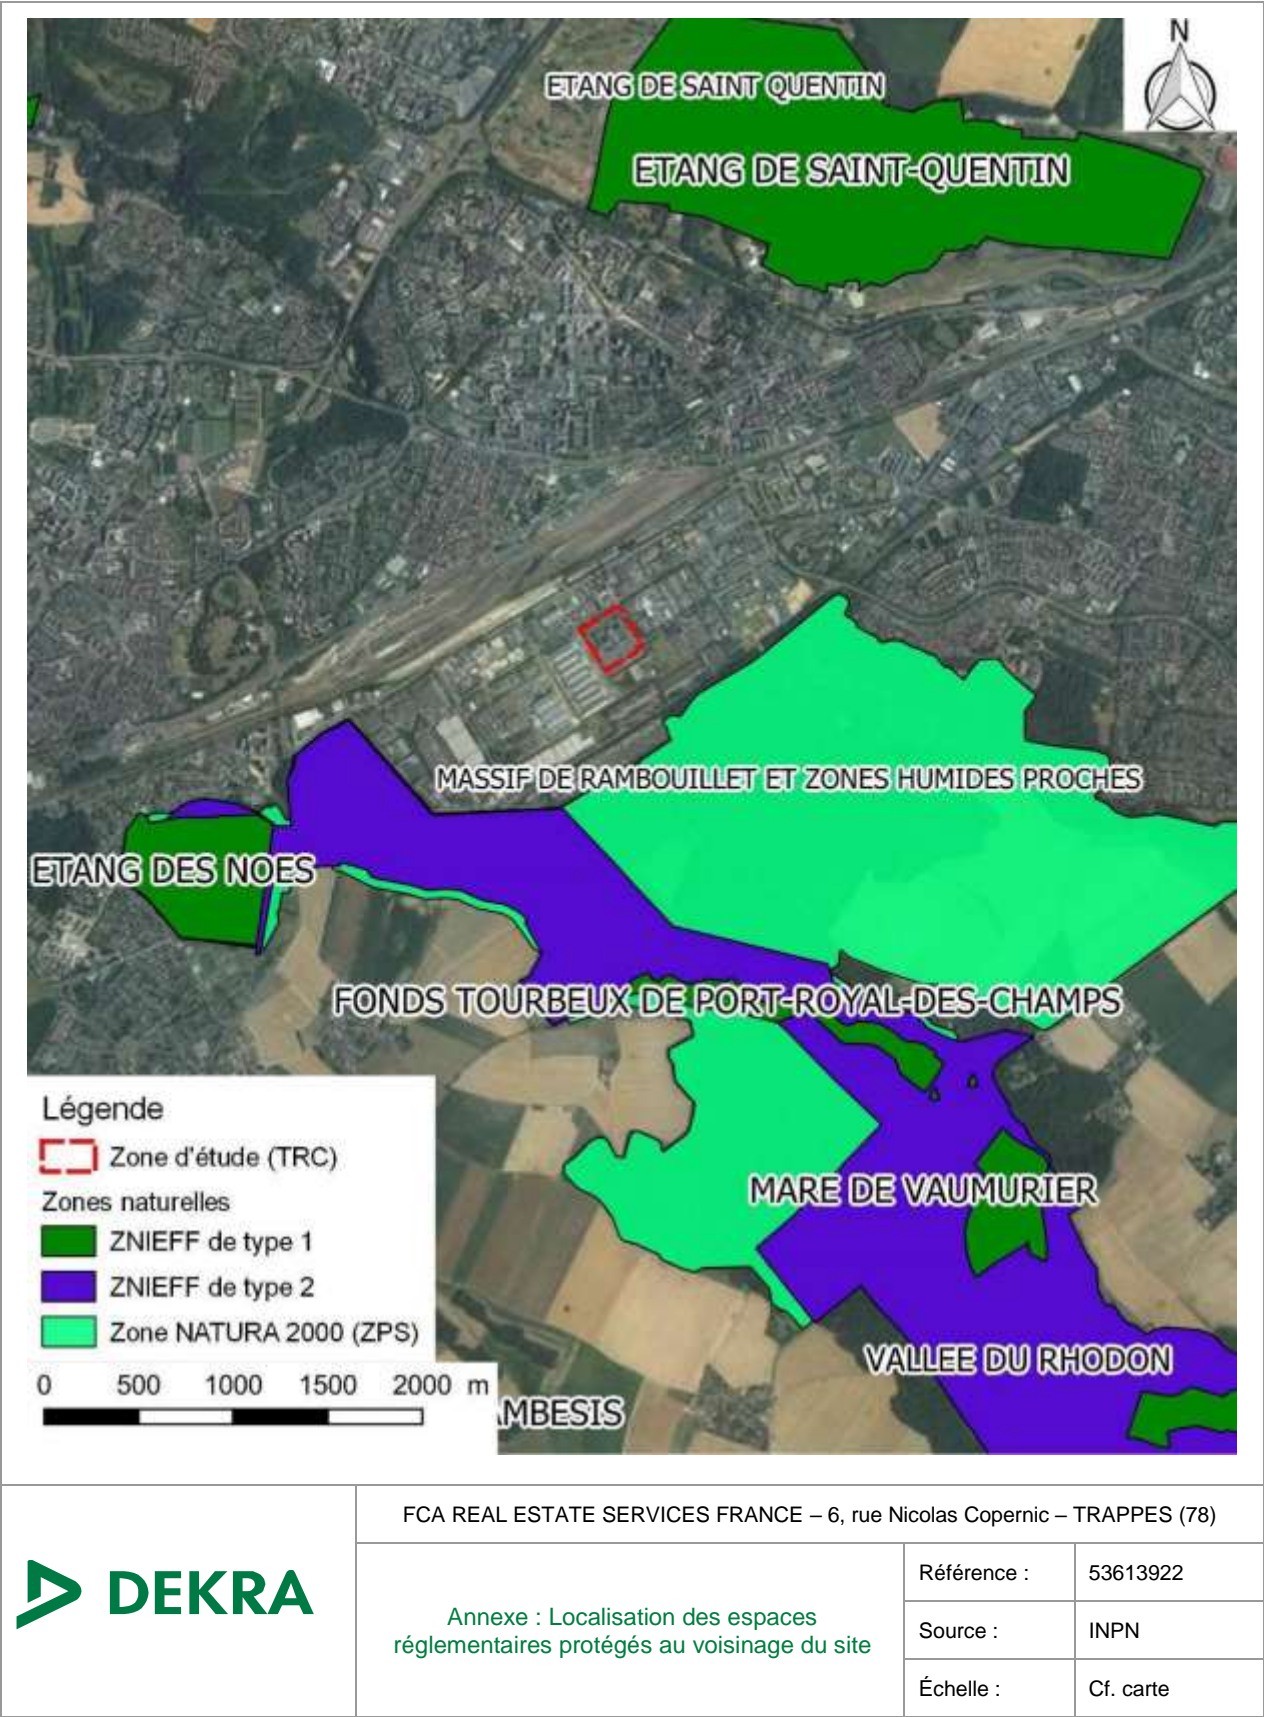 N
ETANG DE SAINT QUENTIN
ETANG DE SAINT-QUENTIN
MASSIF DE RAMBOUILLET ET ZONES HUMIDES PROCHES
ETANG DES NOES
FONDS TOURBEUX DE PORT-ROYAL-DES-CHAMPS
MARE DE VAUMURIER
VALLEE DU RHODON
AMBESIS
Légende
Zone d'étude (TRC)
Zones naturelles
ZNIEFF de type 1
ZNIEFF de type 2
Zone NATURA 2000 (ZPS)
0 500 1000 1500 2000 m
DEKRA
FCA REAL ESTATE SERVICES FRANCE – 6, rue Nicolas Copernic – TRAPPES (78)
Annexe : Localisation des espaces
réglementaires protégés au voisinage du site
Référence : 53613922
Source : INPN
Échelle : Cf. carte